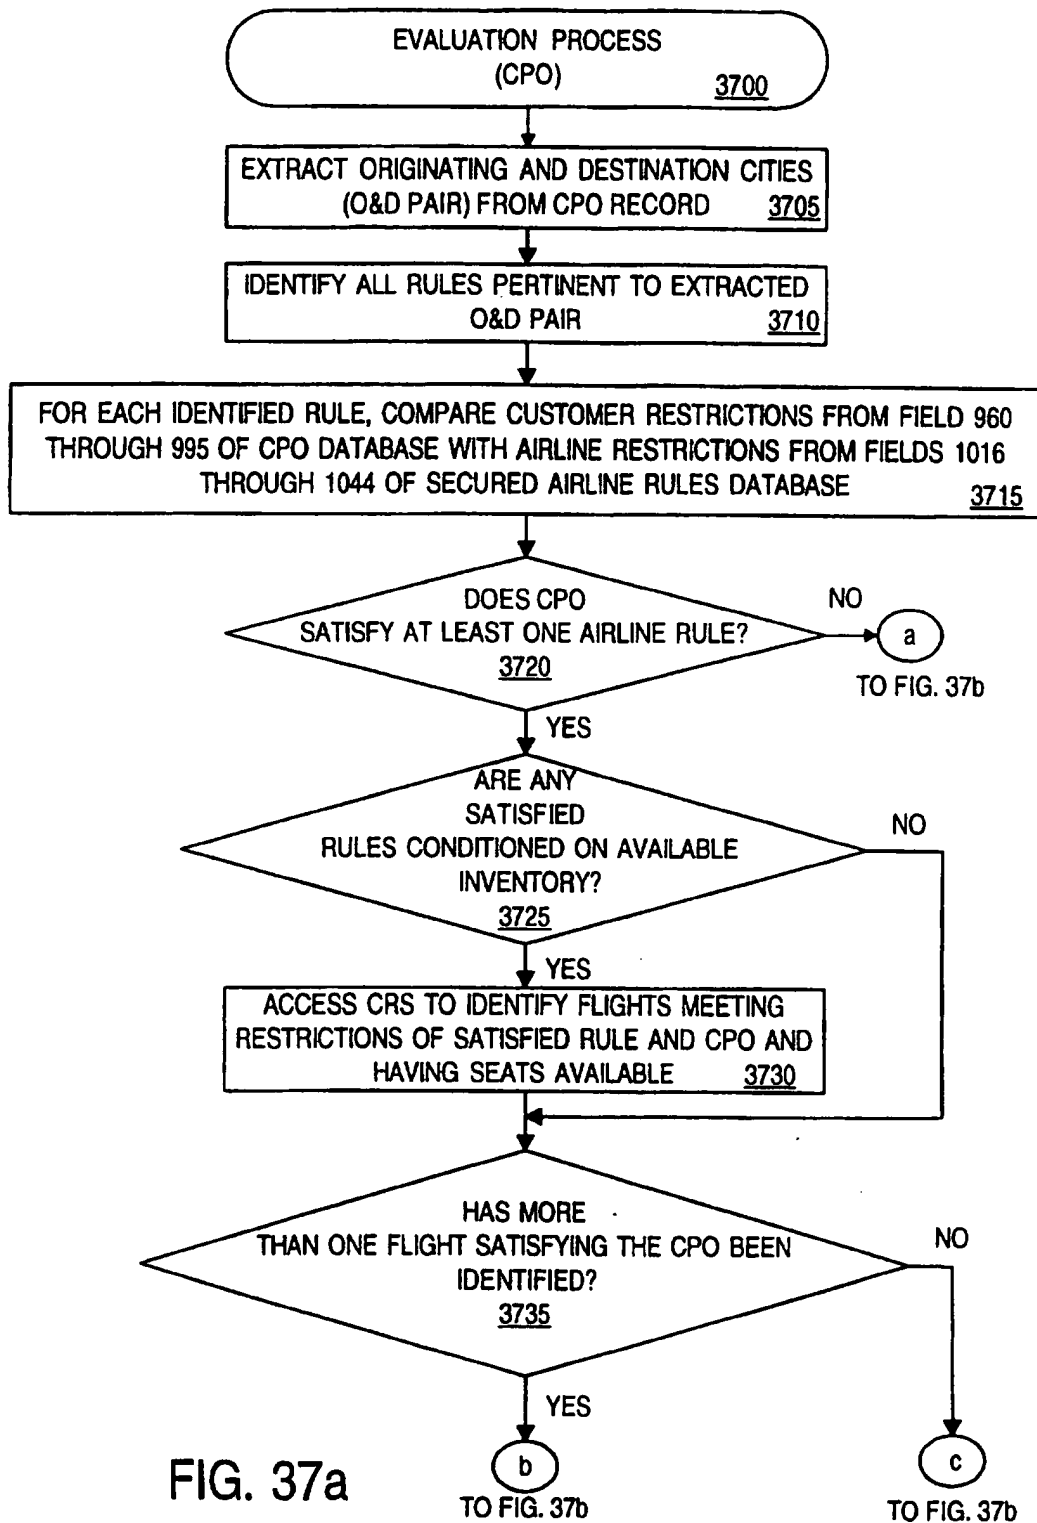 EVALUATION PROCESS
(CPO)
3700
EXTRACT ORIGINATING AND DESTINATION CITIES
(O&D PAIR) FROM CPO RECORD 3705
IDENTIFY ALL RULES PERTINENT TO EXTRACTED
O&D PAIR 3710
FOR EACH IDENTIFIED RULE, COMPARE CUSTOMER RESTRICTIONS FROM FIELD 960
THROUGH 995 OF CPO DATABASE WITH AIRLINE RESTRICTIONS FROM FIELDS 1016
THROUGH 1044 OF SECURED AIRLINE RULES DATABASE 3715
DOES CPO
SATISFY AT LEAST ONE AIRLINE RULE?
3720
NO
a
TO FIG. 37b
YES
ARE ANY
SATISFIED
RULES CONDITIONED ON AVAILABLE
INVENTORY?
3725
NO
YES
ACCESS CRS TO IDENTIFY FLIGHTS MEETING
RESTRICTIONS OF SATISFIED RULE AND CPO AND
HAVING SEATS AVAILABLE 3730
HAS MORE
THAN ONE FLIGHT SATISFYING THE CPO BEEN
IDENTIFIED?
3735
NO
YES
b
TO FIG. 37b
c
TO FIG. 37b
FIG. 37a